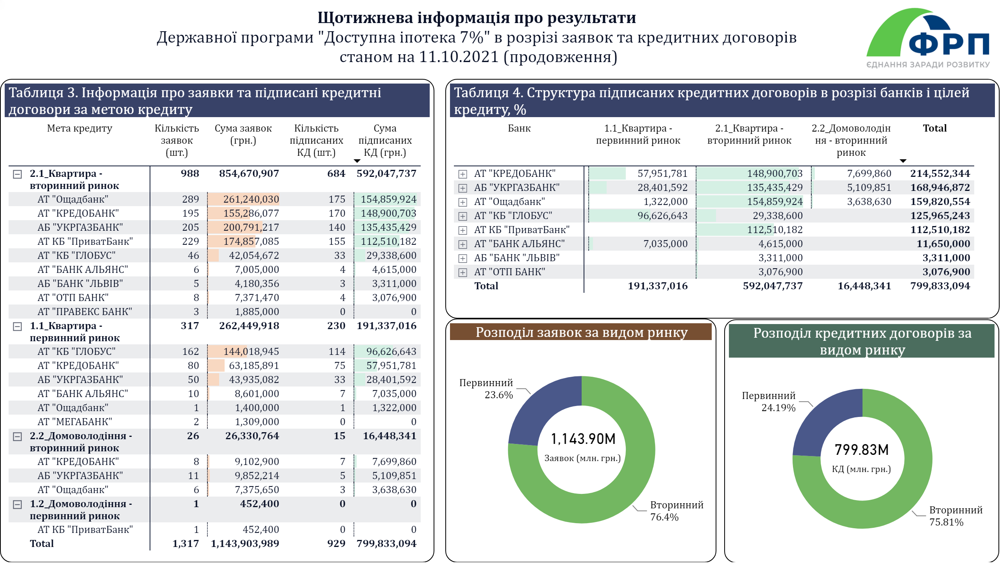 Щотижнева інформація про результати
Державної програми "Доступна іпотека 7%" в розрізі заявок та кредитних договорів
станом на 11.10.2021 (продовження)
ФРП
ЄДНАННЯ ЗАРАДИ РОЗВИТКУ
Таблиця 3. Інформація про заявки та підписані кредитні
договори за метою кредиту
Мета кредиту Кількість заявок (шт.) Сума заявок (грн.) Кількість підписаних КД (шт.) Сума підписаних КД (грн.)
2.1_Квартира - 988 854,670,907 684 592,047,737
вторинний ринок
АТ "Ощадбанк" 289 261,240,030 175 154,859,924
АТ "КРЕДОБАНК" 195 155,286,077 170 148,900,703
АБ "УКРГАЗБАНК" 205 200,791,217 140 135,435,429
АТ КБ "ПриватБанк" 229 174,857,085 155 112,510,182
АТ "КБ "ГЛОБУС" 46 42,054,672 33 29,338,600
АТ "БАНК АЛЬЯНС" 6 7,005,000 4 4,615,000
АБ "БАНК "ЛЬВІВ" 5 4,180,356 3 3,311,000
АТ "ОТП БАНК" 8 7,371,470 4 3,076,900
АТ "ПРАВЕКС БАНК" 3 1,885,000 0 0
1.1_Квартира - 317 262,449,918 230 191,337,016
первинний ринок
АТ "КБ "ГЛОБУС" 162 144,018,945 114 96,626,643
АТ "КРЕДОБАНК" 80 63,185,891 75 57,951,781
АБ "УКРГАЗБАНК" 50 43,935,082 33 28,401,592
АТ "БАНК АЛЬЯНС" 10 8,601,000 7 7,035,000
АТ "Ощадбанк" 1 1,400,000 1 1,322,000
АТ "МЕГАБАНК" 2 1,309,000 0 0
2.2_Домоволодіння - 26 26,330,764 15 16,448,341
вторинний ринок
АТ "КРЕДОБАНК" 8 9,102,900 7 7,699,860
АБ "УКРГАЗБАНК" 11 9,852,214 5 5,109,851
АТ "Ощадбанк" 6 7,375,650 3 3,638,630
1.2_Домоволодіння - 1 452,400 0 0
первинний ринок
АТ КБ "ПриватБанк" 1 452,400 0 0
Total 1,317 1,143,903,989 929 799,833,094
Таблиця 4. Структура підписаних кредитних договорів в розрізі банків і цілей
кредиту, %
Банк 1.1_Квартира - 2.1_Квартира - 2.2_Домоволодін Total
первинний ринок вторинний ринок ня - вторинний
ринок
АТ "КРЕДОБАНК" 57,951,781 148,900,703 7,699,860 214,552,344
АБ "УКРГАЗБАНК" 28,401,592 135,435,429 5,109,851 168,946,872
АТ "Ощадбанк" 1,322,000 154,859,924 3,638,630 159,820,554
АТ "КБ "ГЛОБУС" 96,626,643 29,338,600 125,965,243
АТ КБ "ПриватБанк" 112,510,182 112,510,182
АТ "БАНК АЛЬЯНС" 7,035,000 4,615,000 11,650,000
АБ "БАНК "ЛЬВІВ" 3,311,000 3,311,000
АТ "ОТП БАНК" 3,076,900 3,076,900
Total 191,337,016 592,047,737 16,448,341 799,833,094
Розподіл заявок за видом ринку
Первинний
23.6%
1,143.90M
Заявок (млн. грн.)
Вторинний
76.4%
Розподіл кредитних договорів за
видом ринку
Первинний
24.19%
799.83M
КД (млн. грн.)
Вторинний
75.81%